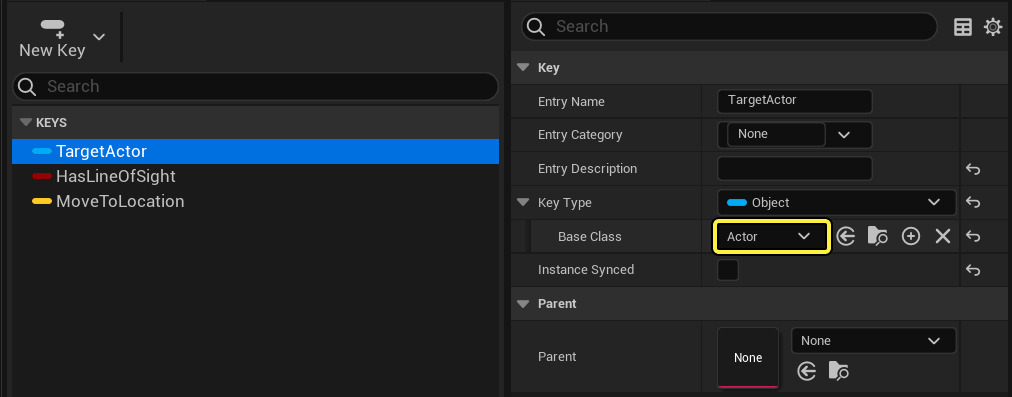 New Key
Search
KEYS
TargetActor
HasLineOfSight
MoveToLocation
Search
Key
Entry Name
TargetActor
Entry Category
None
Entry Description
Key Type
Object
Base Class
Actor
Instance Synced
Parent
Parent
None
None